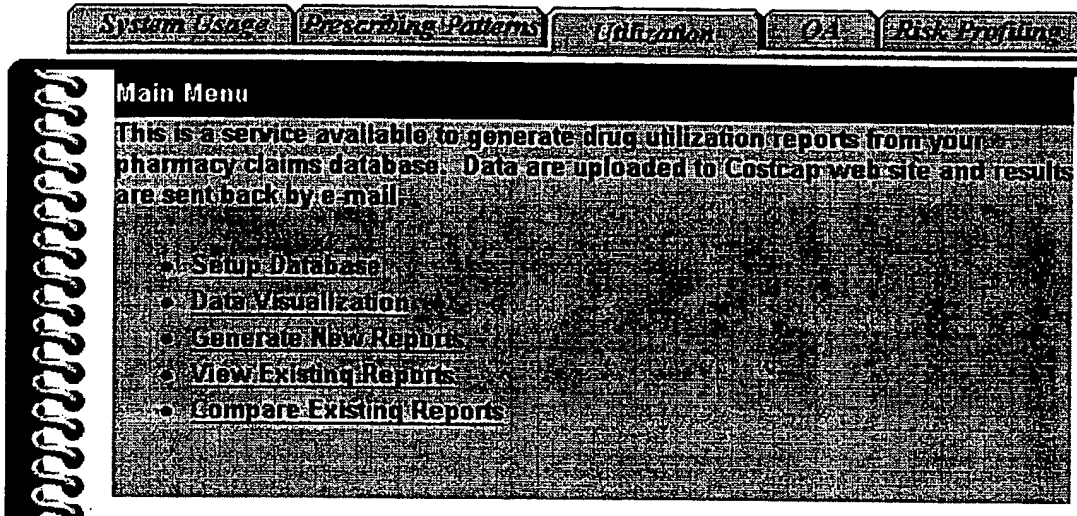 System Usage Prescribing Patterns Utilization QA Risk Profiling
Main Menu
This is a service available to generate drug utilization reports from your
pharmacy claims database. Data are uploaded to Costcap web site and results
are sent back by e-mail
• Setup Database
• Data Visualization
• Generate New Reports
• View Existing Reports
• Compare Existing Reports